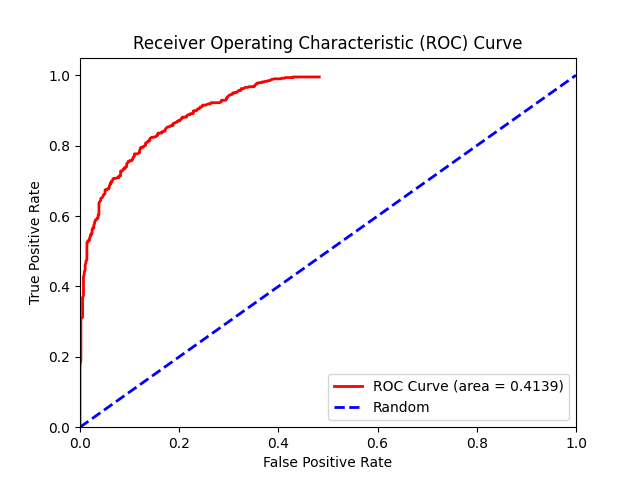 Receiver Operating Characteristic (ROC) Curve
True Positive Rate
1.0
0.8
0.6
0.4
0.2
0.0
ROC Curve (area = 0.4139)
Random
0.0 0.2 0.4 0.6 0.8 1.0
False Positive Rate